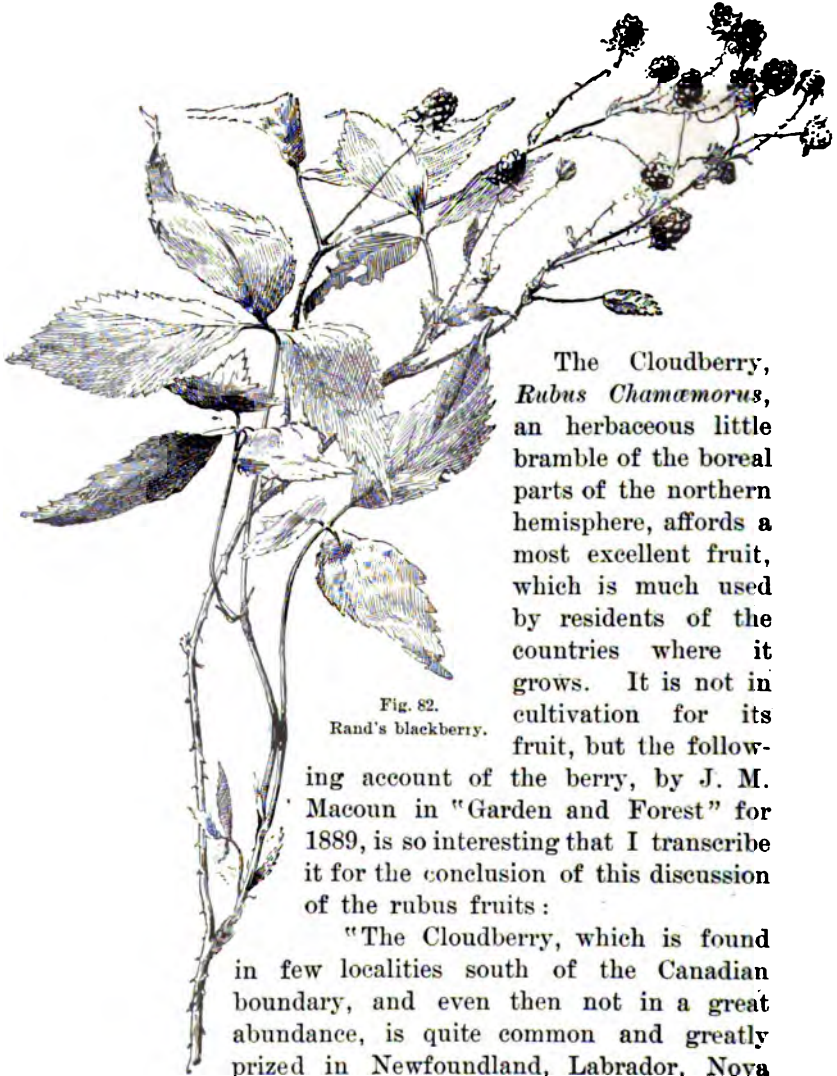 The Cloudberry,
Rubus Chamæmorus,
an herbaceous little
bramble of the boreal
parts of the northern
hemisphere, affords a
most excellent fruit,
which is much used
by residents of the
countries where it
grows. It is not in
cultivation for its
fruit, but the follow-
Fig. 82.
Rand's blackberry.
ing account of the berry, by J. M.
Macoun in "Garden and Forest" for
1889, is so interesting that I transcribe
it for the conclusion of this discussion
of the rubus fruits :
"The Cloudberry, which is found
in few localities south of the Canadian
boundary, and even then not in a great
abundance, is quite common and greatly
prized in Newfoundland, Labrador, Nova